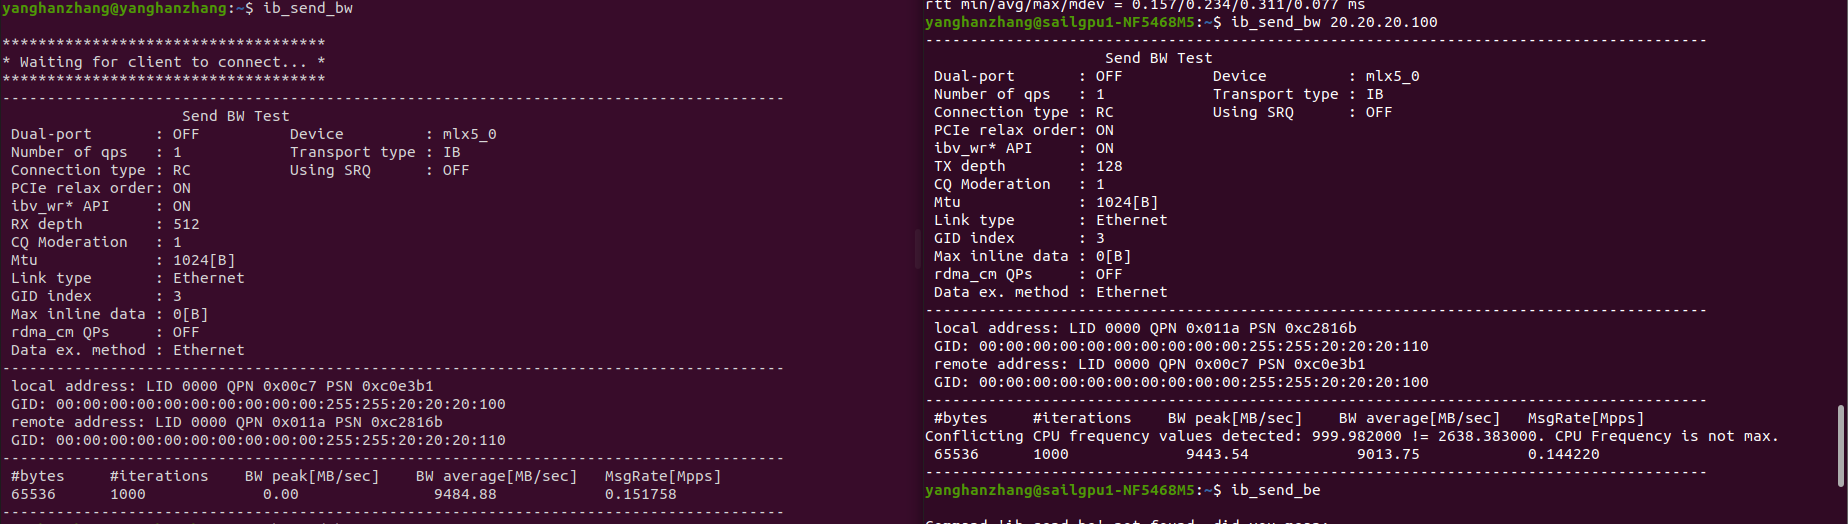 yanghanzhang@yanghanzhang:~$ ib_send_bw

************************************
* Waiting for client to connect... *
************************************
---------------------------------------------------------------------------------------
                    Send BW Test
 Dual-port       : OFF          Device         : mlx5_0
 Number of qps   : 1            Transport type : IB
 Connection type : RC           Using SRQ      : OFF
 PCIe relax order: ON
 ibv_wr* API     : ON
 RX depth        : 512
 CQ Moderation   : 1
 Mtu             : 1024[B]
 Link type       : Ethernet
 GID index       : 3
 Max inline data : 0[B]
 rdma_cm QPs     : OFF
 Data ex. method : Ethernet
---------------------------------------------------------------------------------------
 local address: LID 0000 QPN 0x00c7 PSN 0xc0e3b1
 GID: 00:00:00:00:00:00:00:00:00:00:255:255:20:20:20:100
 remote address: LID 0000 QPN 0x011a PSN 0xc2816b
 GID: 00:00:00:00:00:00:00:00:00:00:255:255:20:20:20:110
---------------------------------------------------------------------------------------
 #bytes     #iterations    BW peak[MB/sec]    BW average[MB/sec]   MsgRate[Mpps]
 65536      1000             0.00               9484.88            0.151758
---------------------------------------------------------------------------------------
rtt min/avg/max/mdev = 0.157/0.234/0.311/0.077 ms
yanghanzhang@sailgpu1-NF5468M5:~$ ib_send_bw 20.20.20.100
---------------------------------------------------------------------------------------
                    Send BW Test
 Dual-port       : OFF          Device         : mlx5_0
 Number of qps   : 1            Transport type : IB
 Connection type : RC           Using SRQ      : OFF
 PCIe relax order: ON
 ibv_wr* API     : ON
 TX depth        : 128
 CQ Moderation   : 1
 Mtu             : 1024[B]
 Link type       : Ethernet
 GID index       : 3
 Max inline data : 0[B]
 rdma_cm QPs     : OFF
 Data ex. method : Ethernet
---------------------------------------------------------------------------------------
 local address: LID 0000 QPN 0x011a PSN 0xc2816b
 GID: 00:00:00:00:00:00:00:00:00:00:255:255:20:20:20:110
 remote address: LID 0000 QPN 0x00c7 PSN 0xc0e3b1
 GID: 00:00:00:00:00:00:00:00:00:00:255:255:20:20:20:100
---------------------------------------------------------------------------------------
 #bytes     #iterations    BW peak[MB/sec]    BW average[MB/sec]   MsgRate[Mpps]
Conflicting CPU frequency values detected: 999.982000 != 2638.383000. CPU Frequency is not max.
 65536      1000             9443.54            9013.75            0.144220
---------------------------------------------------------------------------------------
yanghanzhang@sailgpu1-NF5468M5:~$ ib_send_be